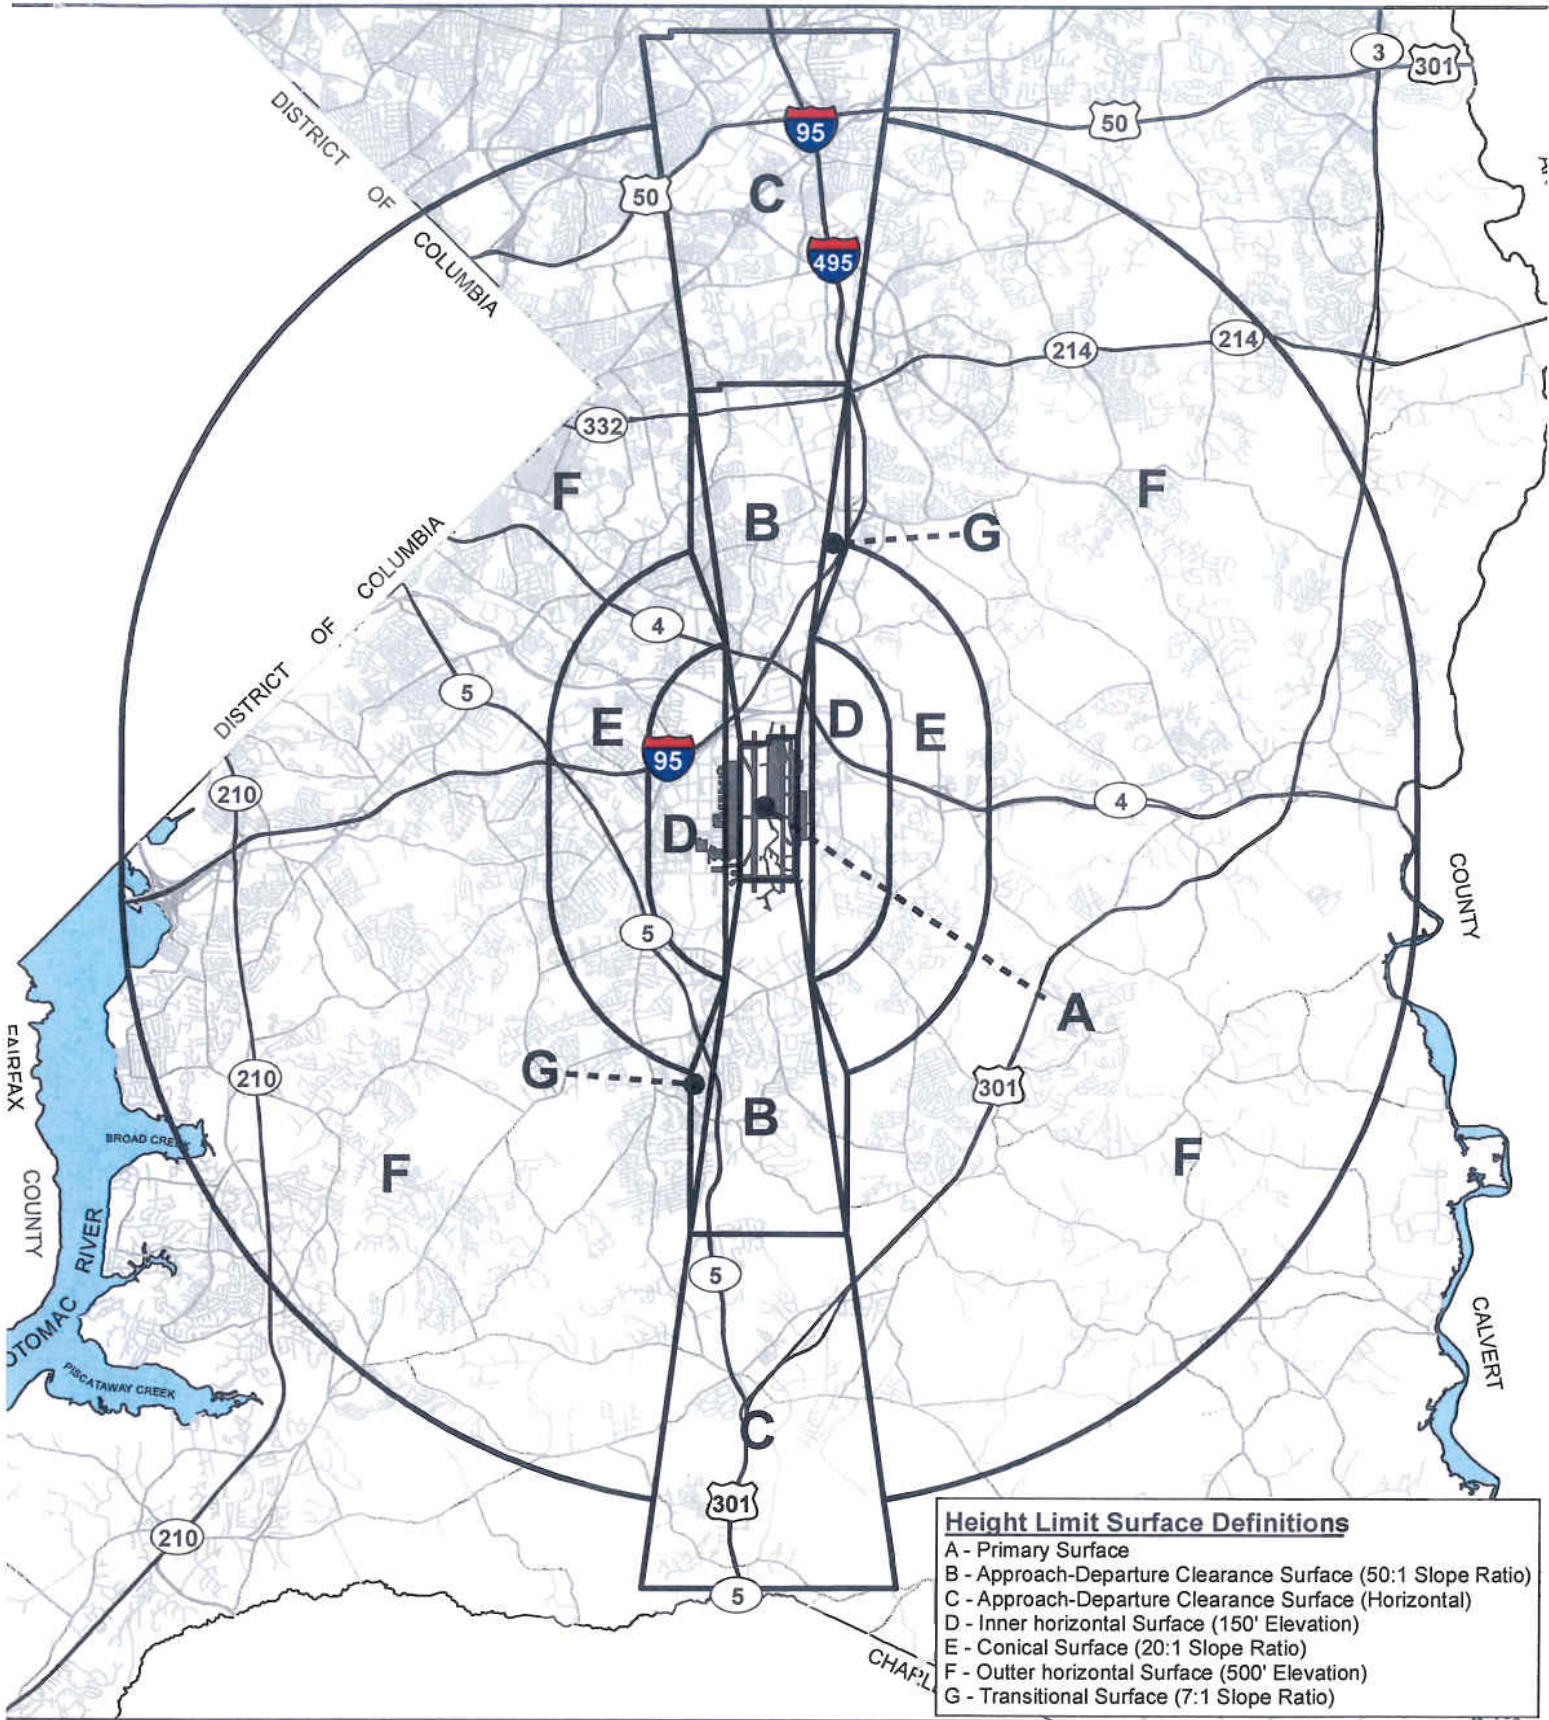 3
301
DISTRICT OF COLUMBIA
95
50
50
C
495
214
214
332
F
F
B
G
DISTRICT OF COLUMBIA
4
5
E
D
E
95
210
4
D
COUNTY
5
A
FAIRFAX
G
210
301
B
BROAD CREEK
F
F
COUNTY
RIVER
5
OTOMAC
CALVERT
PISCATAWAY CREEK
C
301
210
5
Height Limit Surface Definitions
A - Primary Surface
B - Approach-Departure Clearance Surface (50:1 Slope Ratio)
C - Approach-Departure Clearance Surface (Horizontal)
D - Inner horizontal Surface (150' Elevation)
E - Conical Surface (20:1 Slope Ratio)
F - Outter horizontal Surface (500' Elevation)
G - Transitional Surface (7:1 Slope Ratio)